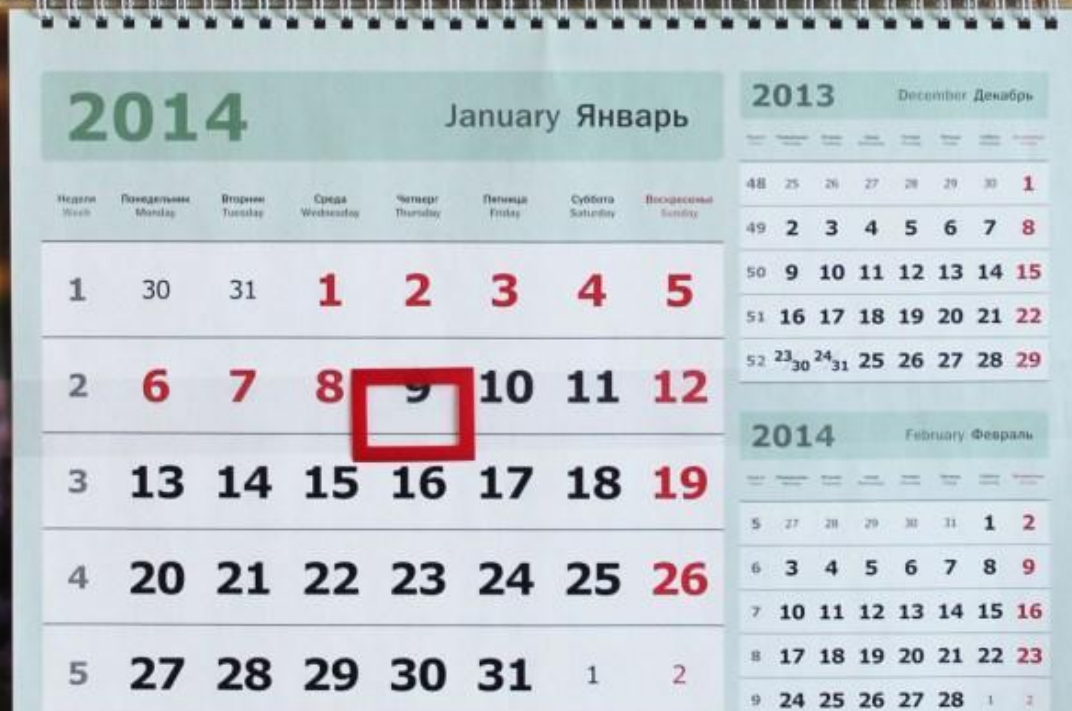 2014 January Январь
Недели Понедельник Вторник Среда Четверг Пятница Суббота Воскресенье
Week Monday Tuesday Wednesday Thursday Friday Saturday Sunday
1 30 31 1 2 3 4 5
2 6 7 8 9 10 11 12
3 13 14 15 16 17 18 19
4 20 21 22 23 24 25 26
5 27 28 29 30 31 1 2
2013 December Декабрь
48 25 26 27 28 29 30 1
49 2 3 4 5 6 7 8
50 9 10 11 12 13 14 15
51 16 17 18 19 20 21 22
52 23 30 24 31 25 26 27 28 29
2014 February Февраль
5 27 28 29 30 31 1 2
6 3 4 5 6 7 8 9
7 10 11 12 13 14 15 16
8 17 18 19 20 21 22 23
9 24 25 26 27 28 1 2